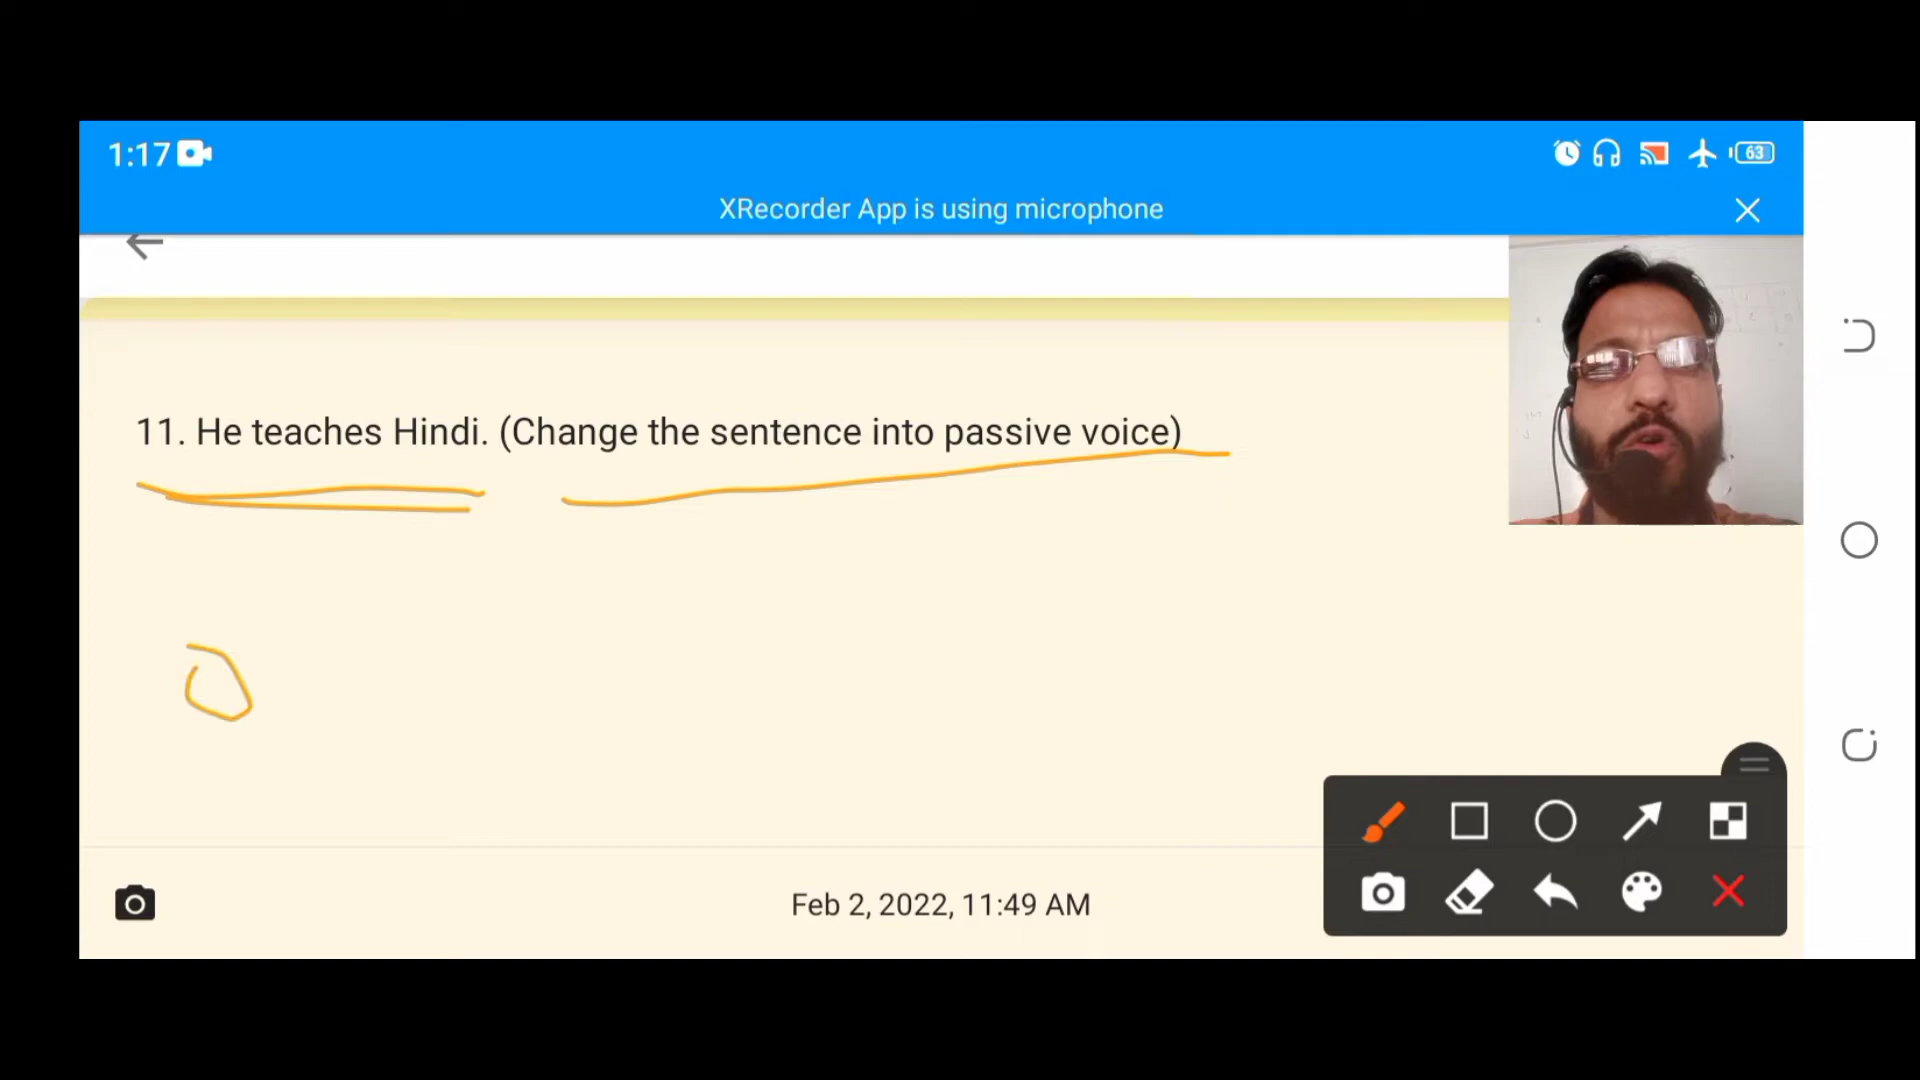 1:17
63
XRecorder App is using microphone
11. He teaches Hindi. (Change the sentence into passive voice)
Feb 2, 2022, 11:49 AM